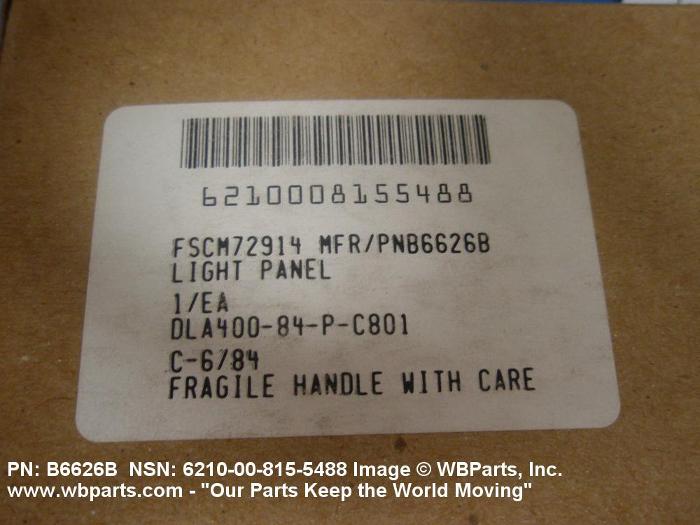 6210008155488
FSCM72914 MFR/PNB6626B
LIGHT PANEL
1/EA
DLA400-84-P-C801
C-6/84
FRAGILE HANDLE WITH CARE
PN: B6626B NSN: 6210-00-815-5488 Image © WBParts, Inc.
www.wbparts.com - "Our Parts Keep the World Moving"